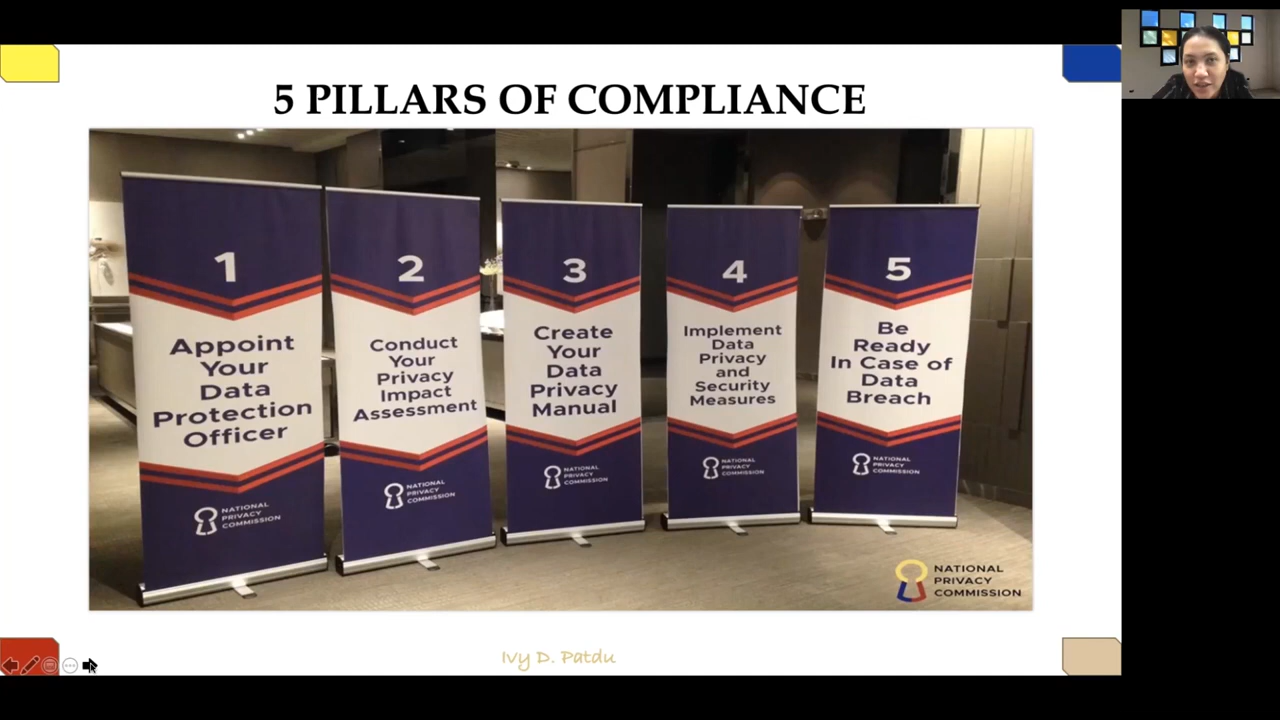 5 PILLARS OF COMPLIANCE
1
Appoint
Your
Data
Protection
Officer
NATIONAL
PRIVACY
COMMISSION
2
Conduct
Your
Privacy
Impact
Assessment
NATIONAL
PRIVACY
COMMISSION
3
Create
Your
Data
Privacy
Manual
NATIONAL
PRIVACY
COMMISSION
4
Implement
Data
Privacy
and
Security
Measures
NATIONAL
PRIVACY
COMMISSION
5
Be
Ready
In Case of
Data
Breach
NATIONAL
PRIVACY
COMMISSION
NATIONAL
PRIVACY
COMMISSION
Ivy D. Patdu